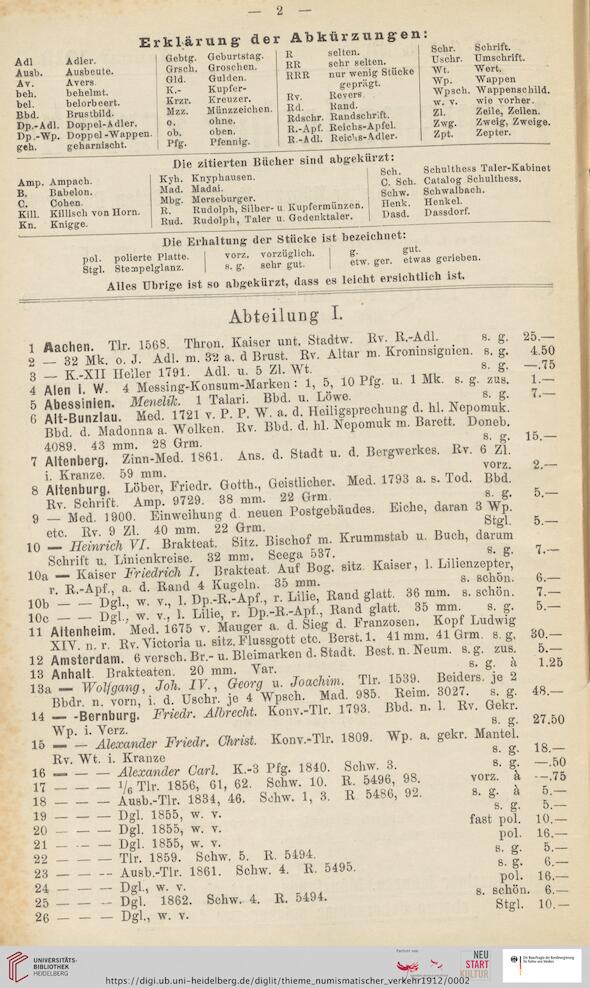 — 2 —
Erklärung der Abkürzungen:
Adl Adler.
Ausb. Ausbeute.
Av. Avers.
beh. behelmt.
bel. belorbeert.
Bbd. Brustbild.
Dp.-Adl. Doppel-Adler.
Dp.-Wp. Doppel-Wappen.
geh. geharnischt.
Gebtg. Geburtstag.
Grsch. Groschen.
Gld. Gulden.
K.- Kupfer-
Krzr. Kreuzer.
Mzz. Münzzeichen.
o. ohne.
ob. oben.
Pfg. Pfennig.
R selten.
RR sehr selten.
RRR nur wenig Stücke
geprägt.
Rv. Revers
Rd. Rand.
Rdschr. Randschrift.
R.-Apf. Reichs-Apfel.
R.-Adl. Reichs-Adler.
Schr. Schrift.
Uschr. Umschrift.
Wt. Wert.
Wp. Wappen
Wpsch. Wappenschild.
w. v. wie vorher.
Zl. Zeile, Zeilen.
Zwg. Zweig, Zweige.
Zpt. Zepter.
Die zitierten Bücher sind abgekürzt:
Amp. Ampach.
B. Babelon.
C. Cohen.
Kill. Killisch von Horn.
Kn. Knigge.
Kyh. Knyphausen.
Mad. Madai.
Mbg. Merseburger.
R. Rudolph, Silber- u. Kupfermünzen.
Rud. Rudolph, Taler u. Gedenktaler.
Sch. Schulthess Taler-Kabinet
C. Sch. Catalog Schulthess.
Schw. Schwalbach.
Henk. Henkel.
Dasd. Dassdorf.
Die Erhaltung der Stücke ist bezeichnet:
pol. polierte Platte.
Stgl. Stempelglanz.
vorz. vorzüglich.
s. g. sehr gut.
g. gut.
etw. ger. etwas gerieben.
Alles Übrige ist so abgekürzt, dass es leicht ersichtlich ist.
Abteilung I.
1 Aachen. Tlr. 1568. Thron. Kaiser unt. Stadtw. Rv. R.-Adl. s. g. 25.—
2 — 32 Mk. o. J. Adl. m. 32 a. d Brust. Rv. Altar m. Kroninsignien. s. g. 4.50
3 — K.-XII Heller 1791. Adl. u. 5 Zl. Wt. s. g. —.75
4 Alen i. W. 4 Messing-Konsum-Marken: 1, 5, 10 Pfg. u. 1 Mk. s. g. zus. 1.—
5 Abessinien. Menelik. 1 Talari. Bbd. u. Löwe. s. g. 7.—
6 Alt-Bunzlau. Med. 1721 v. P. P. W. a. d. Heiligsprechung d. hl. Nepomuk.
Bbd. d. Madonna a. Wolken. Rv. Bbd. d. hl. Nepomuk m. Barett. Doneb.
4089. 43 mm. 28 Grm. s. g. 15.—
7 Altenberg. Zinn-Med. 1861. Ans. d. Stadt u. d. Bergwerkes. Rv. 6 Zl.
i. Kranze. 59 mm. vorz. 2.—
8 Altenburg. Löber, Friedr. Gotth., Geistlicher. Med. 1793 a. s. Tod. Bbd.
Rv. Schrift. Amp. 9729. 38 mm. 22 Grm s. g. 5.—
9 — Med. 1900. Einweihung d. neuen Postgebäudes. Eiche, daran 3 Wp.
etc. Rv. 9 Zl. 40 mm. 22 Grm. Stgl. 5.—
10 — Heinrich VI. Brakteat. Sitz. Bischof m. Krummstab u. Buch, darum
Schrift u. Linienkreise. 32 mm. Seega 537. s. g. 7.—
10a — Kaiser Friedrich I. Brakteat. Auf Bog. sitz. Kaiser, l. Lilienzepter,
r. R.-Apf., a. d. Rand 4 Kugeln. 35 mm. s. schön. 6.—
10b — — Dgl., w. v., l. Dp.-R.-Apf., r. Lilie, Rand glatt. 36 mm. s. schön. 7.—
10c — — Dgl., w. v., l. Lilie, r. Dp.-R.-Apf., Rand glatt. 35 mm. s. g. 5.—
11 Altenheim. Med. 1675 v. Mauger a. d. Sieg d. Franzosen. Kopf Ludwig
XIV. n. r. Rv. Victoria u. sitz. Flussgott etc. Berst. 1. 41 mm. 41 Grm. s. g. 30.—
12 Amsterdam. 6 versch. Br.- u. Bleimarken d. Stadt. Best. n. Neum. s. g. zus. 5.—
13 Anhalt. Brakteaten. 20 mm. Var. s. g. à 1.25
13a — Wolfgang, Joh. IV., Georg u. Joachim. Tlr. 1539. Beiders. je 2
Bbdr. n. vorn, i. d. Uschr. je 4 Wpsch. Mad. 985. Reim. 3027. s. g. 48.—
14 — -Bernburg. Friedr. Albrecht. Konv.-Tlr. 1793. Bbd. n. l. Rv. Gekr.
Wp. i. Verz. s. g. 27.50
15 — — Alexander Friedr. Christ. Konv.-Tlr. 1809. Wp. a. gekr. Mantel.
Rv. Wt. i. Kranze s. g. 18.—
16 — — — Alexander Carl. K.-3 Pfg. 1840. Schw. 3. s. g. —.50
17 — — — 1/6 Tlr. 1856, 61, 62. Schw. 10. R. 5496, 98. vorz. à —.75
18 — — — Ausb.-Tlr. 1834, 46. Schw. 1, 3. R 5486, 92. s. g. à 5.—
19 — — — Dgl. 1855, w. v. s. g. 5.—
20 — — — Dgl. 1855, w. v. fast pol. 10.—
21 — — — Dgl. 1855, w. v. pol. 16.—
22 — — — Tlr. 1859. Schw. 5. R. 5494. s. g. 5.—
23 — — — Ausb.-Tlr. 1861. Schw. 4. R. 5495. s. g. 6.—
24 — — — Dgl., w. v. pol. 16.—
25 — — — Dgl. 1862. Schw. 4. R. 5494. s. schön. 6.—
26 — — — Dgl., w. v. Stgl. 10.—
UNIVERSITÄTS-
BIBLIOTHEK
HEIDELBERG
Partner von
NEU
START
KULTUR
Die Beauftragte der Bundesregierung
für Kultur und Medien
https://digi.ub.uni-heidelberg.de/diglit/thieme_numismatischer_verkehr1912/0002